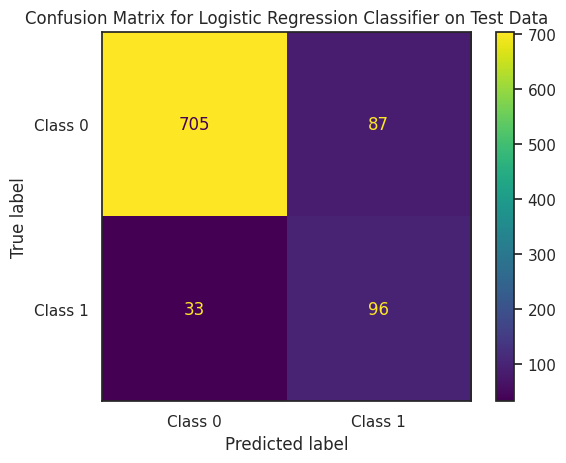 Confusion Matrix for Logistic Regression Classifier on Test Data
700
600
Class 0
705
87
500
400
True label
300
Class 1
33
96
200
100
Class 0
Class 1
Predicted label